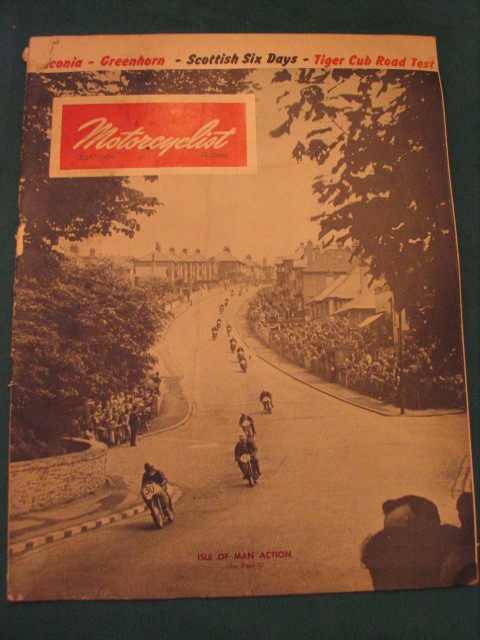 conia - Greenhorn - Scottish Six Days - Tiger Cub Road Test
Motorcyclist
ISLE OF MAN ACTION